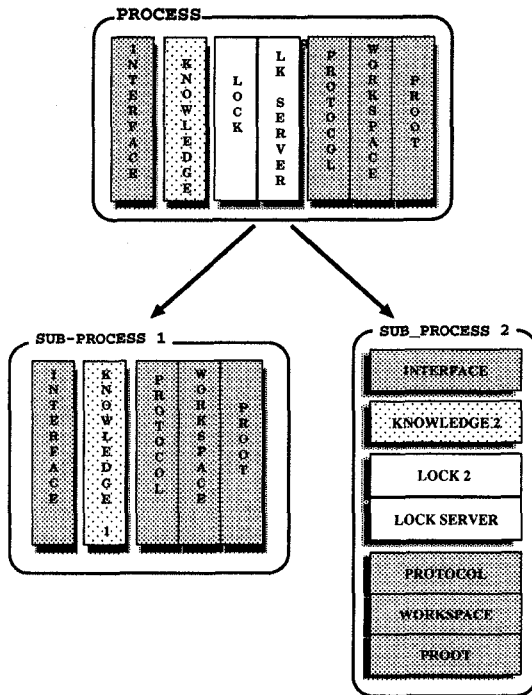 PROCESS
INTERFACE
KNOWLEDGE
LOCK
LK SERVER
PROTOCOL
WORKSPACE
PROOT
SUB-PROCESS 1
INTERFACE
KNOWLEDGE 1
PROTOCOL
WORKSPACE
PROOT
SUB_PROCESS 2
INTERFACE
KNOWLEDGE 2
LOCK 2
LOCK SERVER
PROTOCOL
WORKSPACE
PROOT